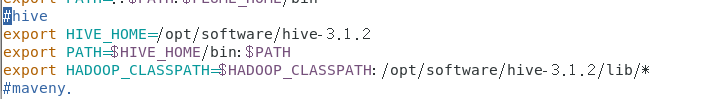 #hive
export HIVE_HOME=/opt/software/hive-3.1.2
export PATH=$HIVE_HOME/bin:$PATH
export HADOOP_CLASSPATH=$HADOOP_CLASSPATH:/opt/software/hive-3.1.2/lib/*
#maveny.